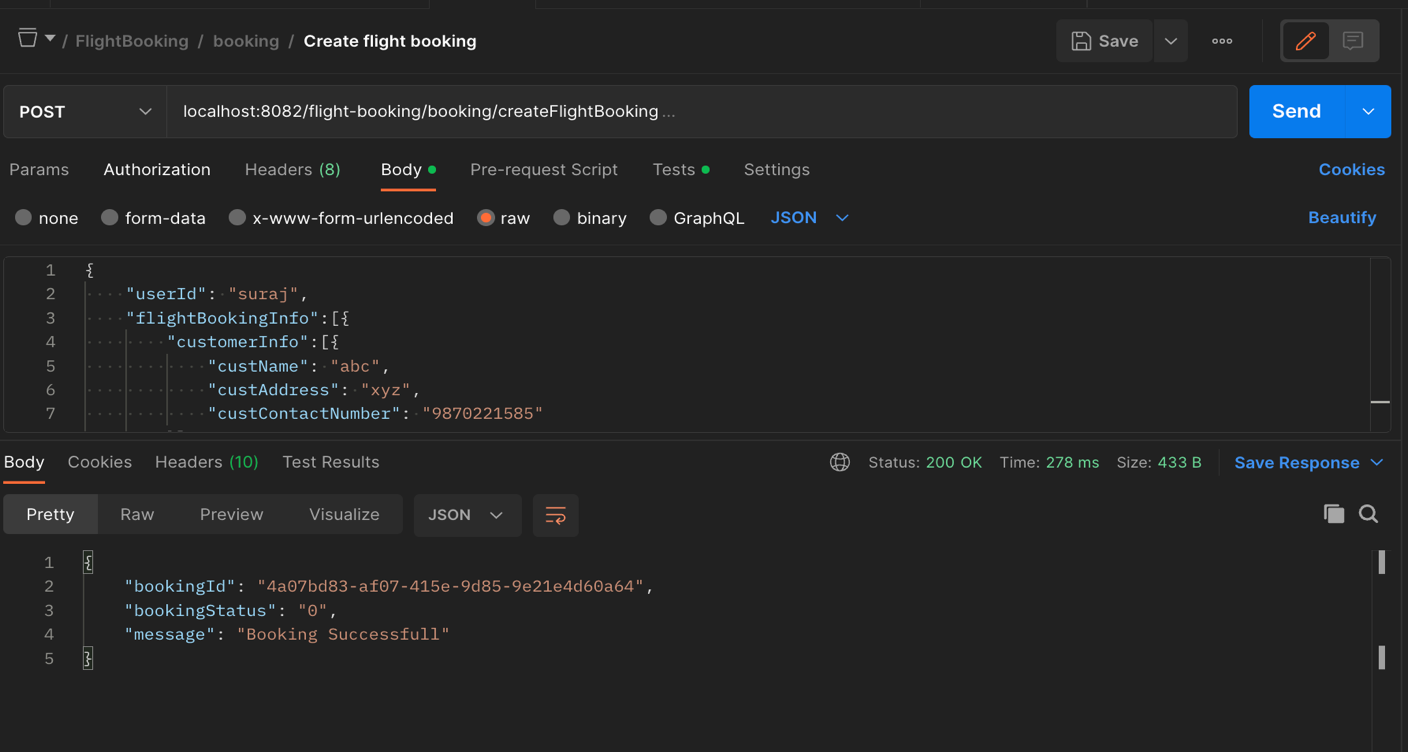 / FlightBooking / booking / Create flight booking
Save
POST
localhost:8082/flight-booking/booking/createFlightBooking ...
Send
Params Authorization Headers (8) Body Pre-request Script Tests Settings Cookies
none form-data x-www-form-urlencoded raw binary GraphQL JSON Beautify
1 {
2 "userId": "suraj",
3 "flightBookingInfo":[{
4 "customerInfo":[{
5 "custName": "abc",
6 "custAddress": "xyz",
7 "custContactNumber": "9870221585"
Body Cookies Headers (10) Test Results Status: 200 OK Time: 278 ms Size: 433 B Save Response
Pretty Raw Preview Visualize JSON
1 {
2 "bookingId": "4a07bd83-af07-415e-9d85-9e21e4d60a64",
3 "bookingStatus": "0",
4 "message": "Booking Successfull"
5 }